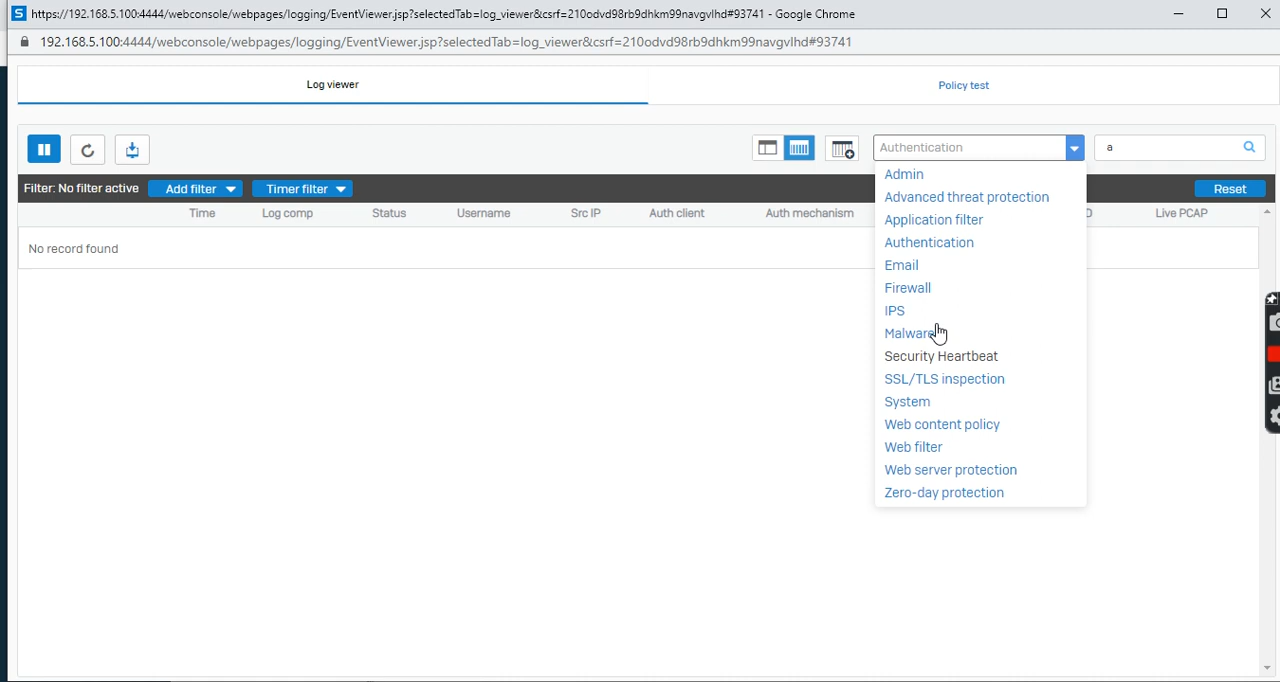 S https://192.168.5.100:4444/webconsole/webpages/logging/EventViewer.jsp?selectedTab=log_viewer&csrf=210odvd98rb9dhkm99navgvlhd#93741 - Google Chrome
192.168.5.100:4444/webconsole/webpages/logging/EventViewer.jsp?selectedTab=log_viewer&csrf=210odvd98rb9dhkm99navgvlhd#93741
Log viewer Policy test
Authentication a
Filter: No filter active Add filter Timer filter Reset
Time Log comp Status Username Src IP Auth client Auth mechanism D Live PCAP
No record found
Admin
Advanced threat protection
Application filter
Authentication
Email
Firewall
IPS
Malware
Security Heartbeat
SSL/TLS inspection
System
Web content policy
Web filter
Web server protection
Zero-day protection